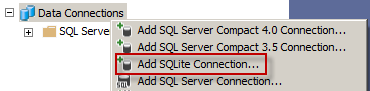 Data Connections
SQL Serve
Add SQL Server Compact 4.0 Connection...
Add SQL Server Compact 3.5 Connection...
Add SQLite Connection...
Add SQL Server Connection...